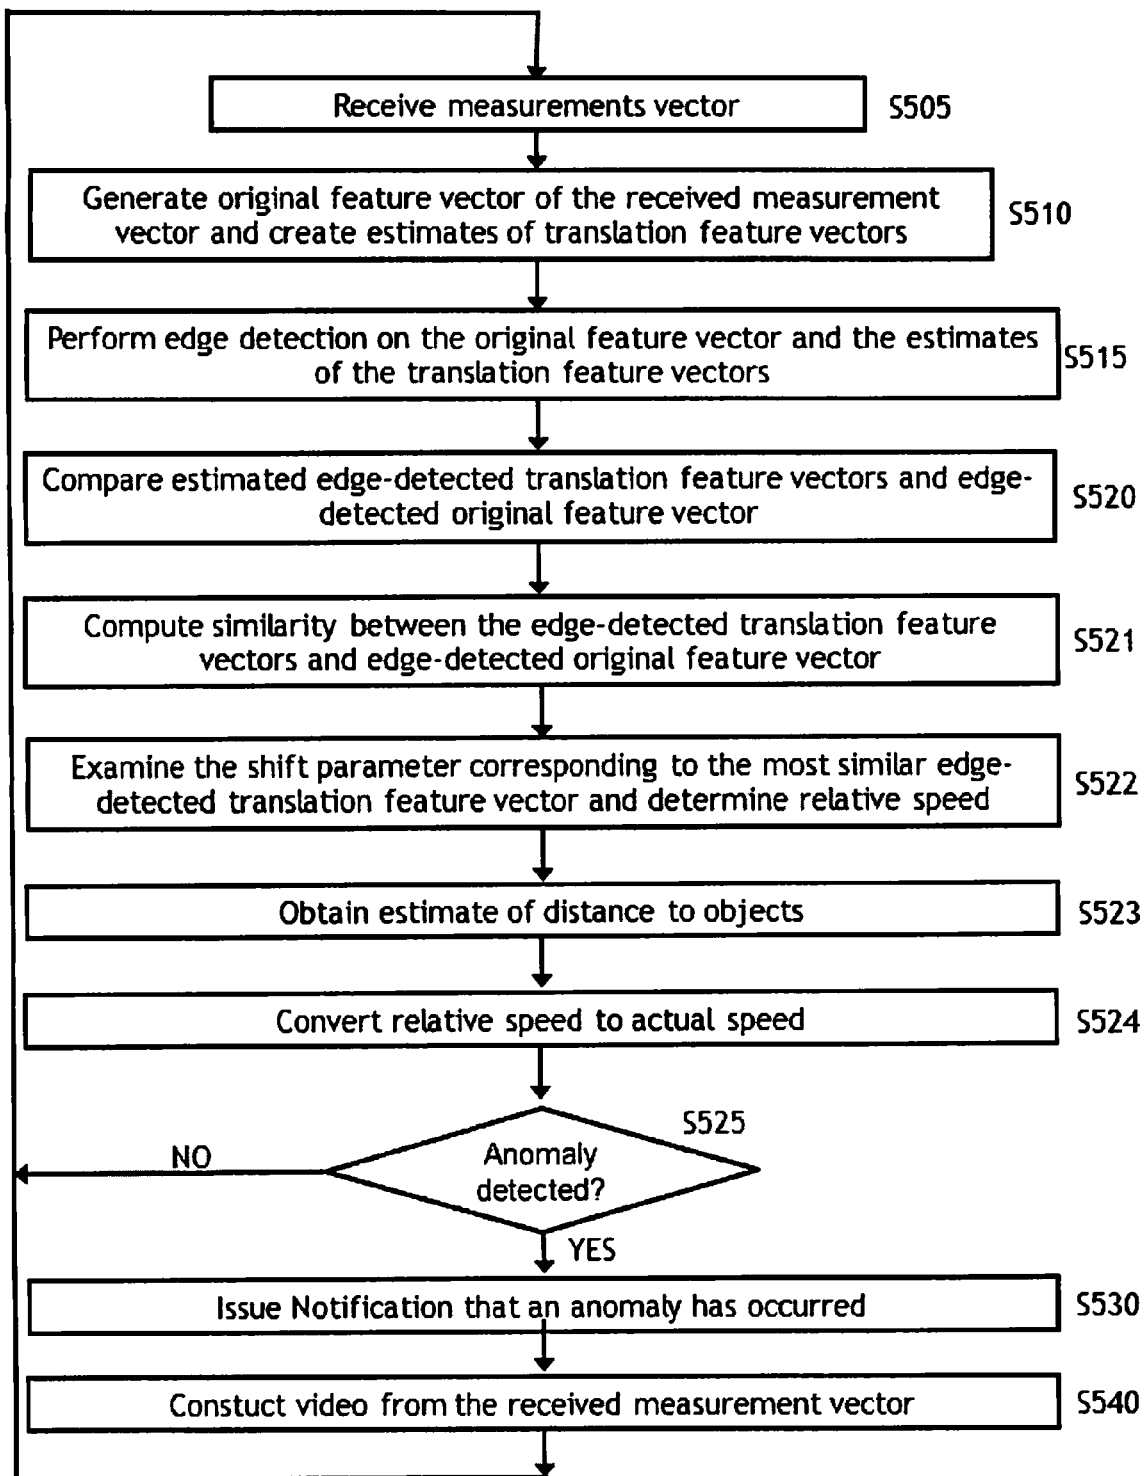 Receive measurements vector
S505
Generate original feature vector of the received measurement
vector and create estimates of translation feature vectors
S510
Perform edge detection on the original feature vector and the estimates
of the translation feature vectors
S515
Compare estimated edge-detected translation feature vectors and edge-
detected original feature vector
S520
Compute similarity between the edge-detected translation feature
vectors and edge-detected original feature vector
S521
Examine the shift parameter corresponding to the most similar edge-
detected translation feature vector and determine relative speed
S522
Obtain estimate of distance to objects
S523
Convert relative speed to actual speed
S524
S525
NO
Anomaly
detected?
YES
Issue Notification that an anomaly has occurred
S530
Constuct video from the received measurement vector
S540